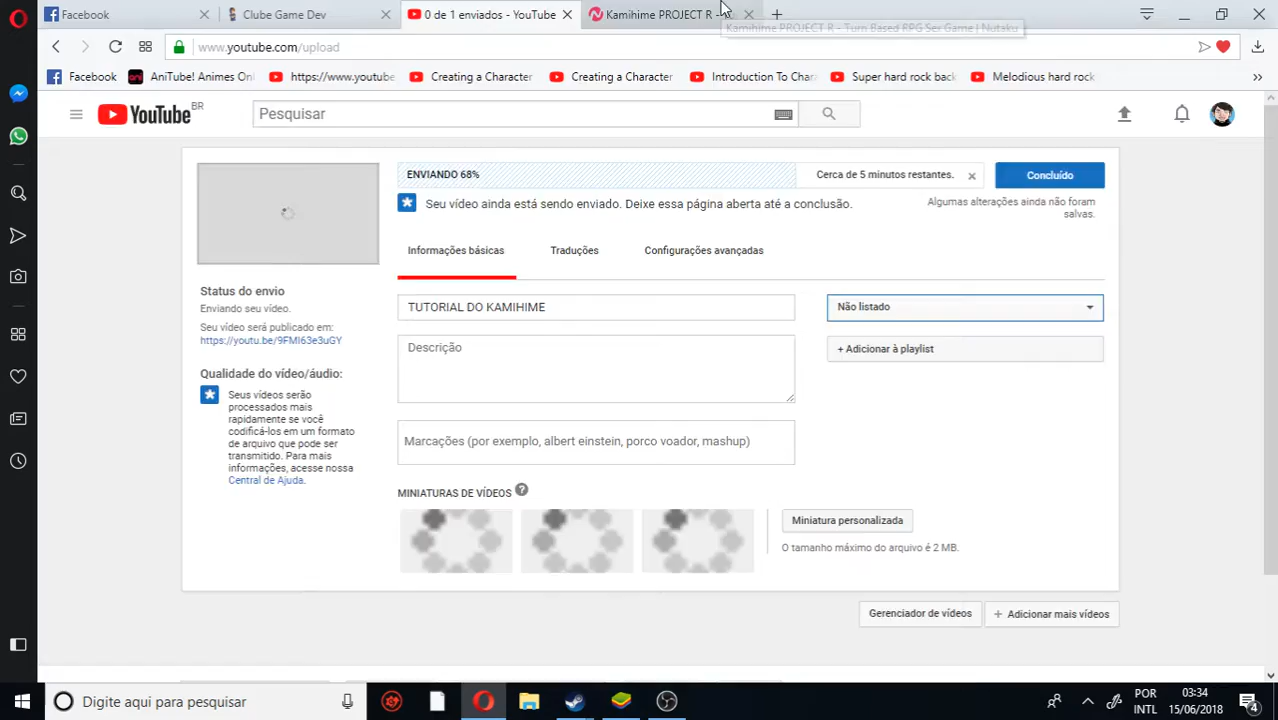 Facebook
Clube Game Dev
0 de 1 enviados - YouTube
Kamihime PROJECT R -
Kamihime PROJECT R - Turn Based RPG Sex Game | Nutaku
www.youtube.com/upload
Facebook
AniTube! Animes Onl
https://www.youtube
Creating a Character
Creating a Character
Introduction To Char
Super hard rock back
Melodious hard rock
»
YouTube BR
Pesquisar
ENVIANDO 68%
Cerca de 5 minutos restantes.
Concluído
Seu vídeo ainda está sendo enviado. Deixe essa página aberta até a conclusão.
Algumas alterações ainda não foram
salvas.
Informações básicas
Traduções
Configurações avançadas
Status do envio
Enviando seu vídeo.
Seu vídeo será publicado em:
https://youtu.be/9FMI63e3uGY
TUTORIAL DO KAMIHIME
Não listado
Descrição
+ Adicionar à playlist
Qualidade do vídeo/áudio:
Seus vídeos serão
processados mais
rapidamente se você
codificá-los em um formato
de arquivo que pode ser
transmitido. Para mais
informações, acesse nossa
Central de Ajuda.
Marcações (por exemplo, albert einstein, porco voador, mashup)
MINIATURAS DE VÍDEOS ?
Miniatura personalizada
O tamanho máximo do arquivo é 2 MB.
Gerenciador de vídeos
+ Adicionar mais vídeos
Digite aqui para pesquisar
POR
INTL
03:34
15/06/2018
4